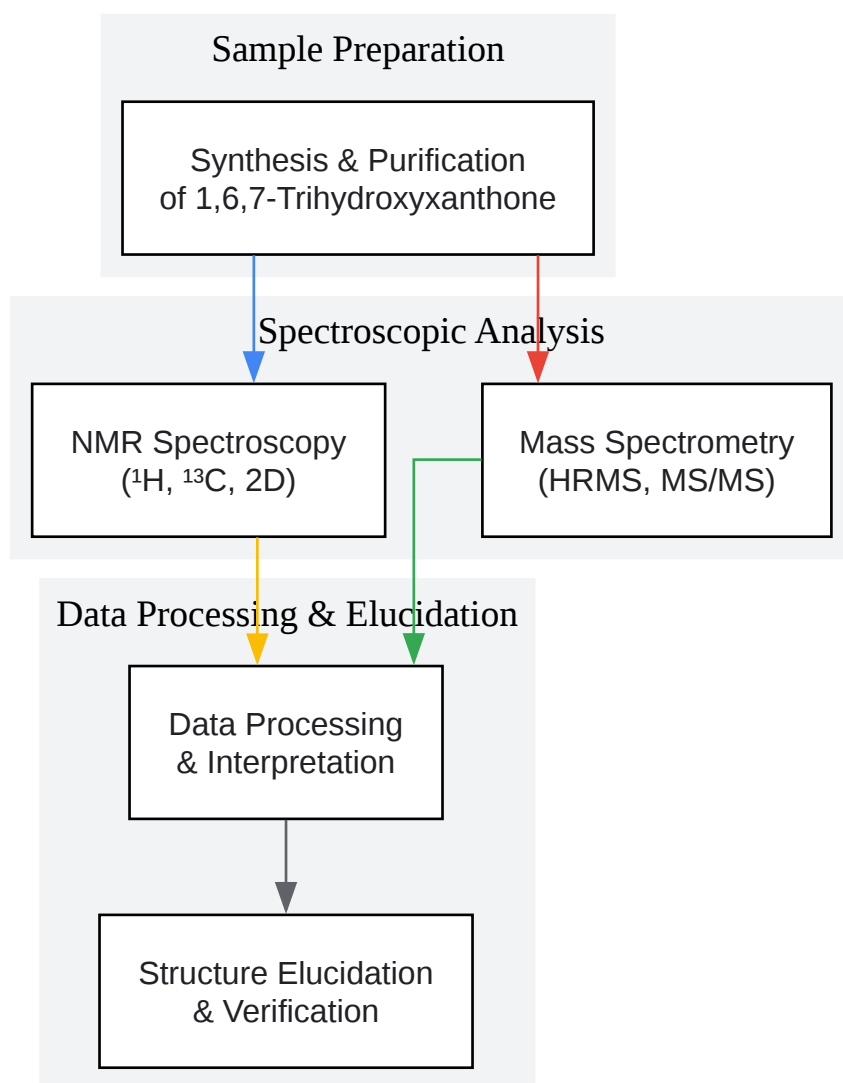 Sample Preparation
Synthesis & Purification
of 1,6,7-Trihydroxyxanthone
Spectroscopic Analysis
NMR Spectroscopy
(¹H, ¹³C, 2D)
Mass Spectrometry
(HRMS, MS/MS)
Data Processing & Elucidation
Data Processing
& Interpretation
Structure Elucidation
& Verification